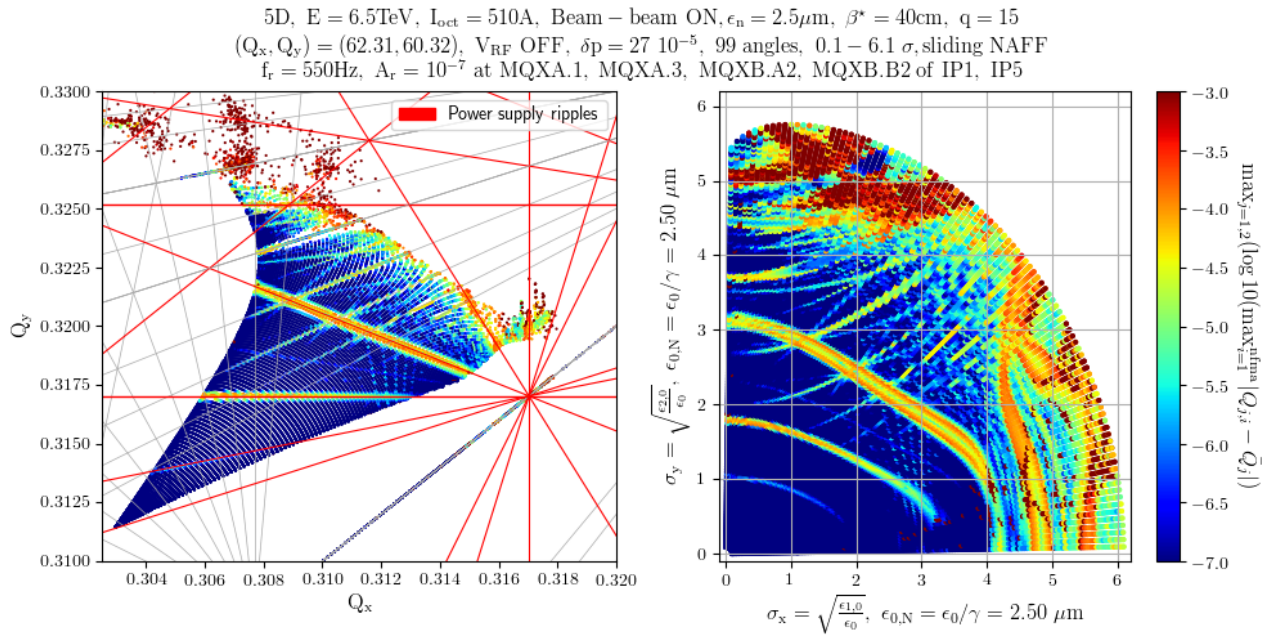 5D, E = 6.5TeV, I_oct = 510A, Beam − beam ON, ϵ_n = 2.5μm, β* = 40cm, q = 15
(Q_x, Q_y) = (62.31, 60.32), V_RF OFF, δp = 27 10^-5, 99 angles, 0.1 − 6.1 σ, sliding NAFF
f_r = 550Hz, A_r = 10^-7 at MQXA.1, MQXA.3, MQXB.A2, MQXB.B2 of IP1, IP5
Power supply ripples
0.3300
0.3275
0.3250
0.3225
0.3200
0.3175
0.3150
0.3125
0.3100
Q_y
0.304 0.306 0.308 0.310 0.312 0.314 0.316 0.318 0.320
Q_x
6
5
4
3
2
1
0
σ_y = √(ϵ_2,0/ϵ_0), ϵ_0,N = ϵ_0/γ = 2.50 μm
0 1 2 3 4 5 6
σ_x = √(ϵ_1,0/ϵ_0), ϵ_0,N = ϵ_0/γ = 2.50 μm
−3.0
−3.5
−4.0
−4.5
−5.0
−5.5
−6.0
−6.5
−7.0
max_j=1,2(log 10(max_i=1^nfma |Q_j,i − Q̄_j|)